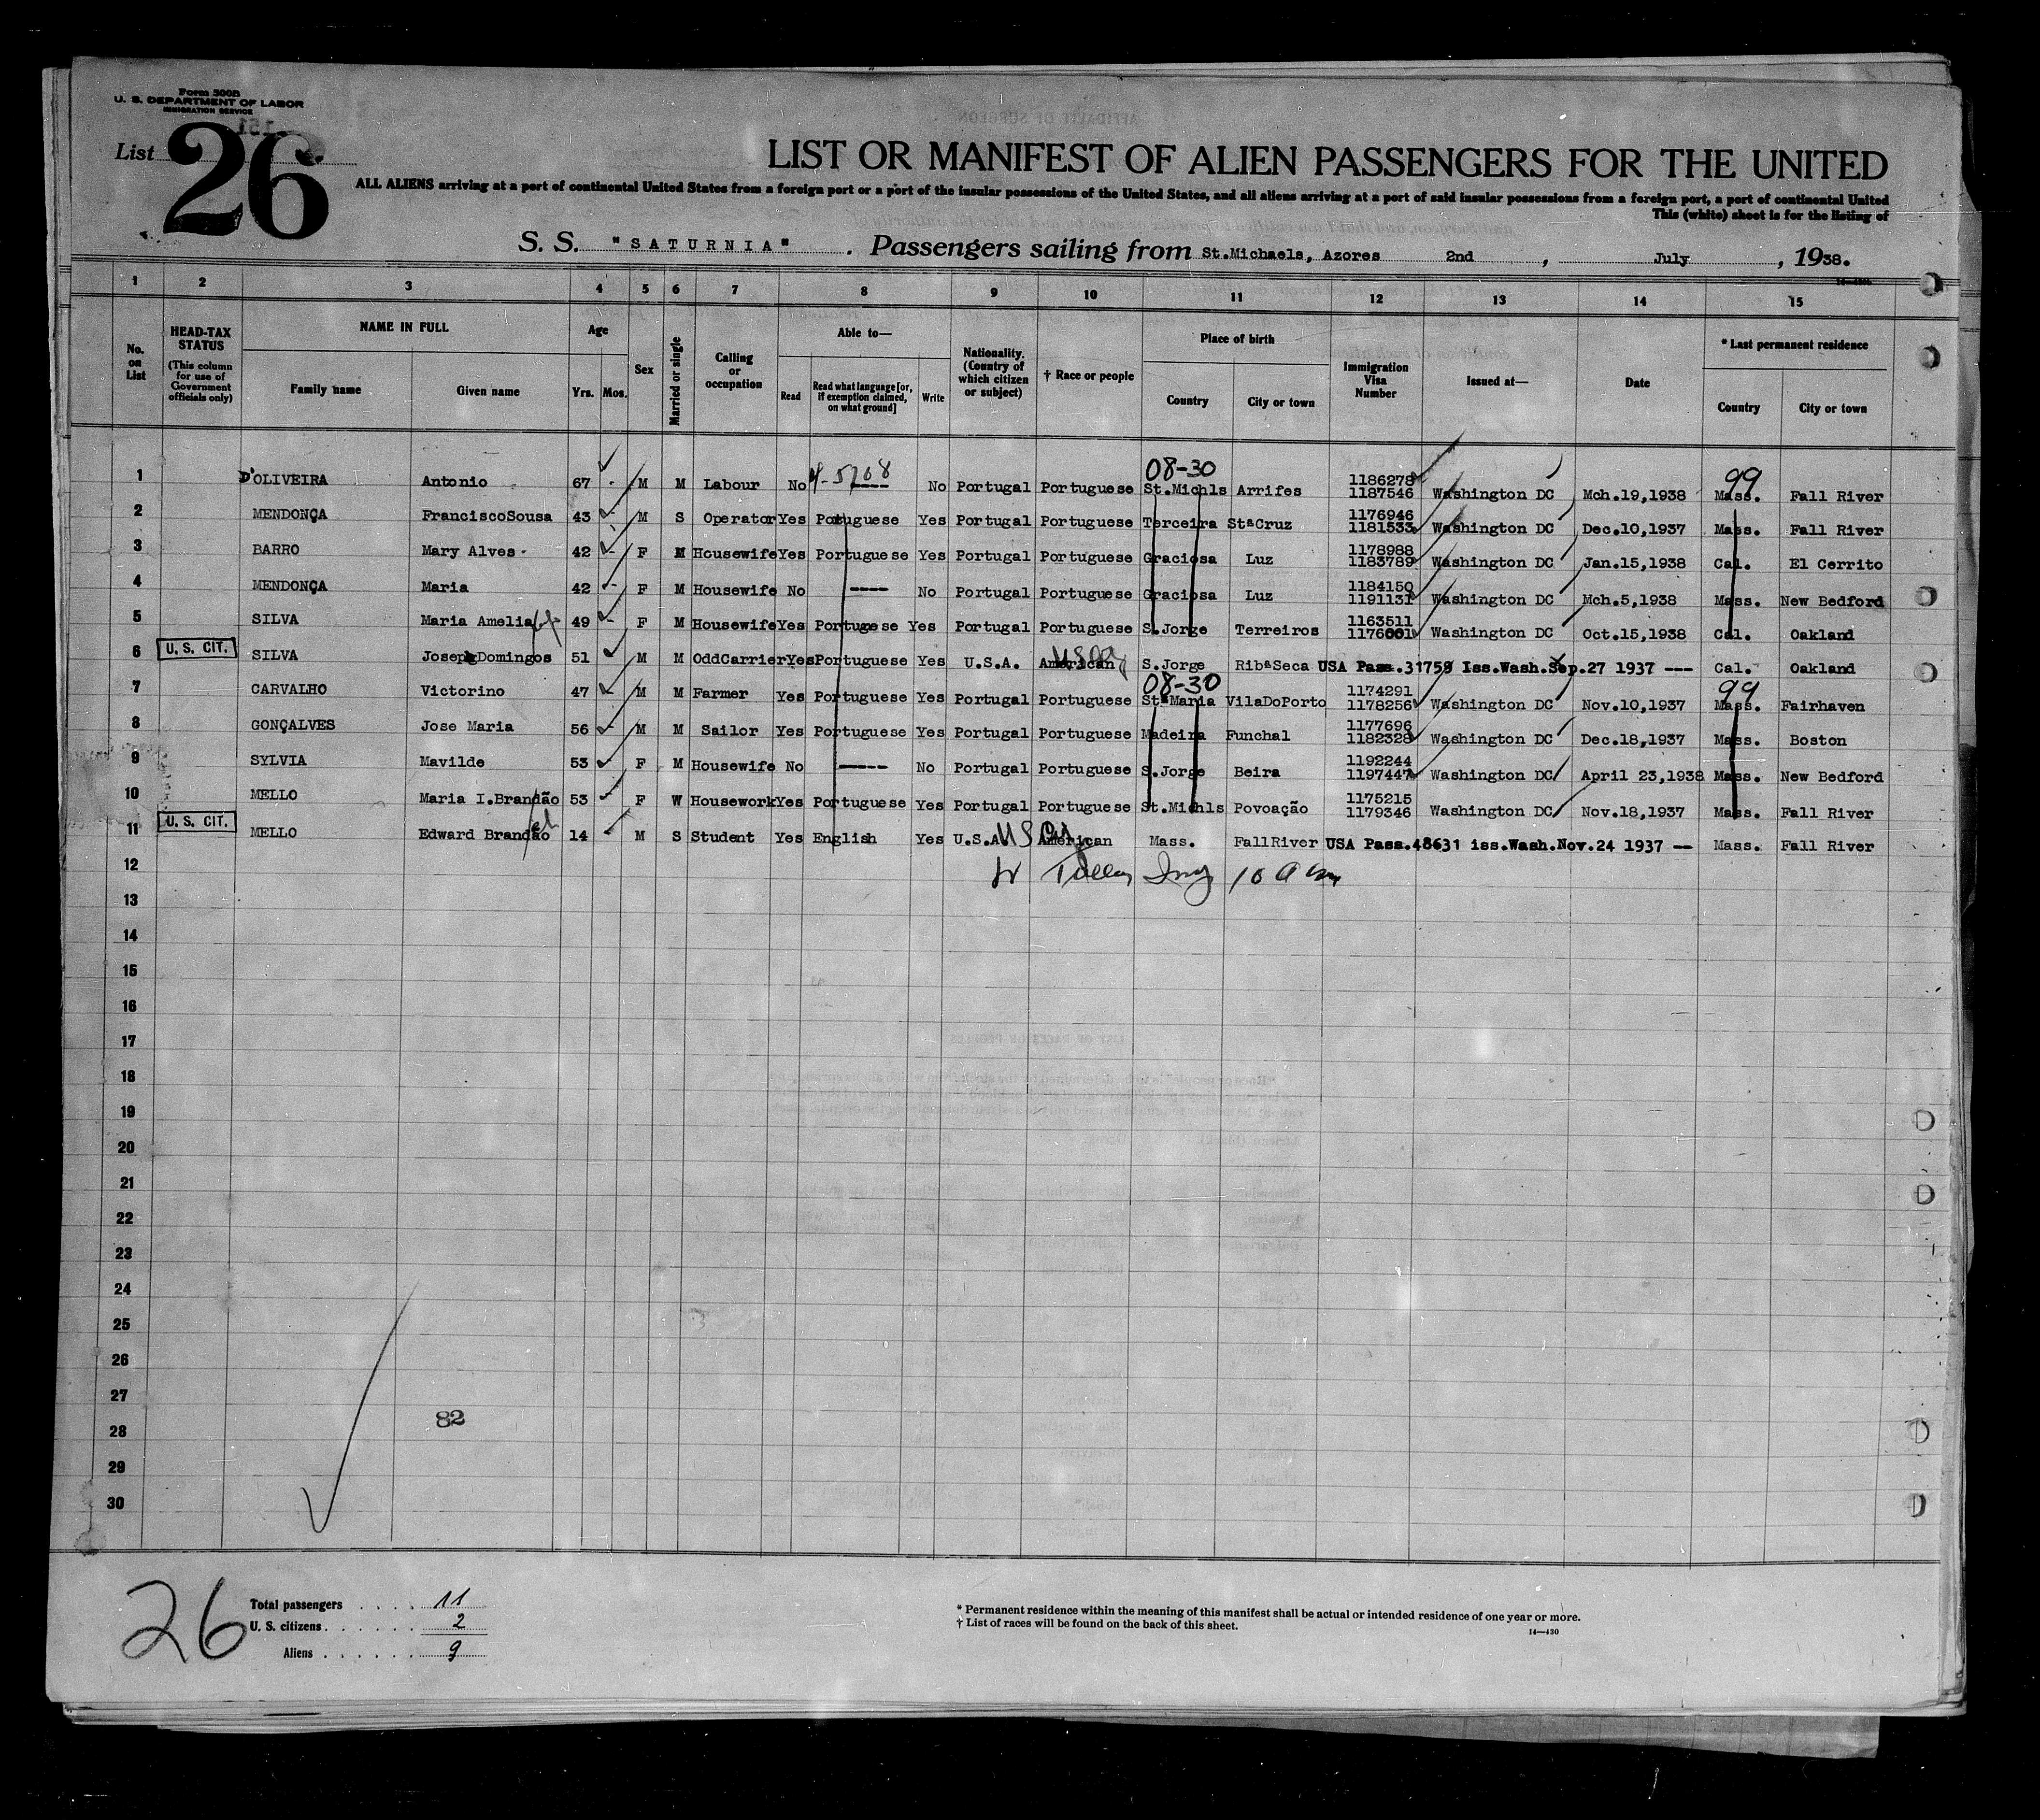 Form 500B
U. S. DEPARTMENT OF LABOR
IMMIGRATION SERVICE
151
List 26
LIST OR MANIFEST OF ALIEN PASSENGERS FOR THE UNITED
ALL ALIENS arriving at a port of continental United States from a foreign port or a port of the insular possessions of the United States, and all aliens arriving at a port of said insular possessions from a foreign port, a port of continental United
This (white) sheet is for the listing of
S. S. "SATURNIA" . Passengers sailing from St.Michaels, Azores 2nd , July , 1938.
1 2 3 4 5 6 7 8 9 10 11 12 13 14 15
No. on List
HEAD-TAX STATUS (This column for use of Government officials only)
NAME IN FULL Family name Given name
Age Yrs. Mos.
Sex
Married or single
Calling or occupation
Able to— Read Read what language [or, if exemption claimed, on what ground] Write
Nationality. (Country of which citizen or subject)
† Race or people
Place of birth Country City or town
Immigration Visa Number
Issued at—
Date
* Last permanent residence Country City or town
08-30 99
1 D'OLIVEIRA Antonio 67 - M M Labour No ---- No Portugal Portuguese St.Michls Arrifes 1186278 1187546 Washington DC Mch.19,1938 Mass. Fall River
2 MENDONÇA FranciscoSousa 43 - M S Operator Yes Portuguese Yes Portugal Portuguese Terceira StªCruz 1176946 1181533 Washington DC Dec.10,1937 Mass. Fall River
3 BARRO Mary Alves 42 - F M Housewife Yes Portuguese Yes Portugal Portuguese Graciosa Luz 1178988 1183789 Washington DC Jan.15,1938 Cal. El Cerrito
4 MENDONÇA Maria 42 - F M Housewife No ---- No Portugal Portuguese Graciosa Luz 1184150 1191131 Washington DC Mch.5,1938 Mass. New Bedford
5 SILVA Maria Amelia 49 - F M Housewife Yes Portugese Yes Portugal Portuguese S.Jorge Terreiros 1163511 1176001 Washington DC Oct.15,1938 Cal. Oakland
6 U. S. CIT. SILVA Joseph Domingos 51 M M OddCarrier Yes Portuguese Yes U.S.A. American S.Jorge RibªSeca USA Pass.31759 Iss.Wash.Sep.27 1937 --- Cal. Oakland
08-30 99
7 CARVALHO Victorino 47 - M M Farmer Yes Portuguese Yes Portugal Portuguese StªMaria VilaDoPorto 1174291 1178256 Washington DC Nov.10,1937 Mass. Fairhaven
8 GONÇALVES Jose Maria 56 - M M Sailor Yes Portuguese Yes Portugal Portuguese Madeira Funchal 1177696 1182328 Washington DC Dec.18,1937 Mass. Boston
9 SYLVIA Mavilde 53 F M Housewife No ----- No Portugal Portuguese S.Jorge Beira 1192244 1197447 Washington DC April 23,1938 Mass. New Bedford
10 MELLO Maria I.Brandão 53 F W Housework Yes Portuguese Yes Portugal Portuguese St.Michls Povoação 1175215 1179346 Washington DC Nov.18,1937 Mass. Fall River
11 U. S. CIT. MELLO Edward Brandão 14 - M S Student Yes English Yes U.S.A. American Mass. FallRiver USA Pass.48631 iss.Wash.Nov.24 1937 -- Mass. Fall River
12
13
14
15
16
17
18
19
20
21
22
23
24
25
26
27
28
29
30
82
26
Total passengers . . . . 11
U. S. citizens . . . . . . . 2
Aliens . . . . . . 9
* Permanent residence within the meaning of this manifest shall be actual or intended residence of one year or more.
† List of races will be found on the back of this sheet.
14—430